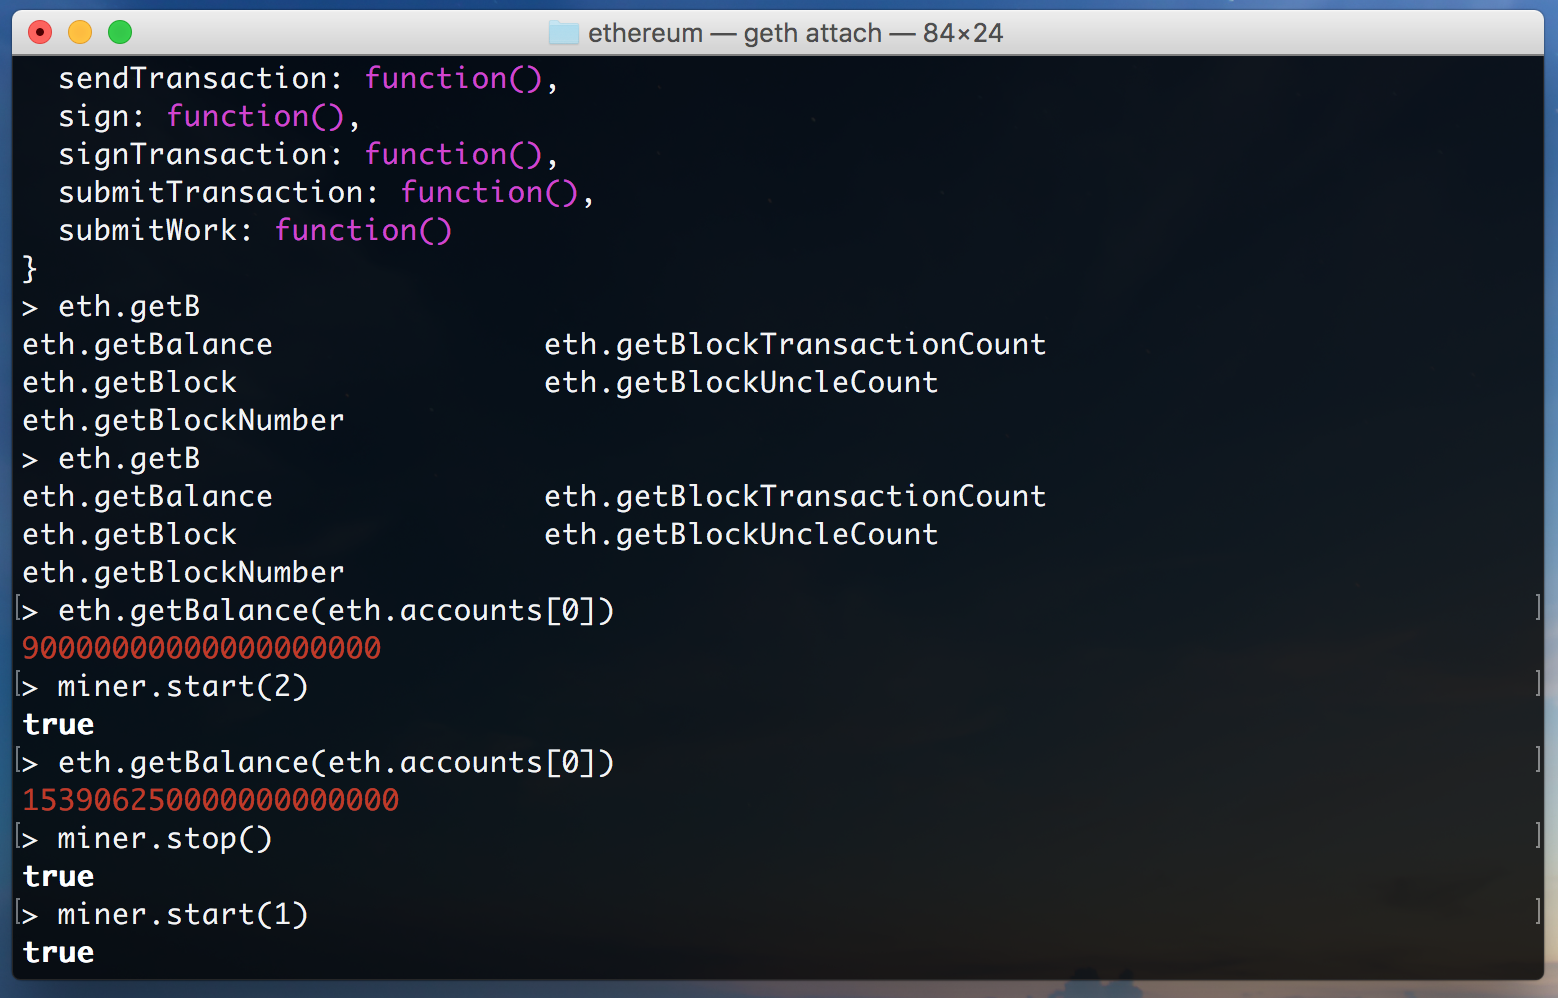 ethereum — geth attach — 84×24
sendTransaction: function(),
sign: function(),
signTransaction: function(),
submitTransaction: function(),
submitWork: function()
}
> eth.getB
eth.getBalance eth.getBlockTransactionCount
eth.getBlock eth.getBlockUncleCount
eth.getBlockNumber
> eth.getB
eth.getBalance eth.getBlockTransactionCount
eth.getBlock eth.getBlockUncleCount
eth.getBlockNumber
[> eth.getBalance(eth.accounts[0]) ]
90000000000000000000
[> miner.start(2) ]
true
[> eth.getBalance(eth.accounts[0]) ]
153906250000000000000
[> miner.stop() ]
true
[> miner.start(1) ]
true